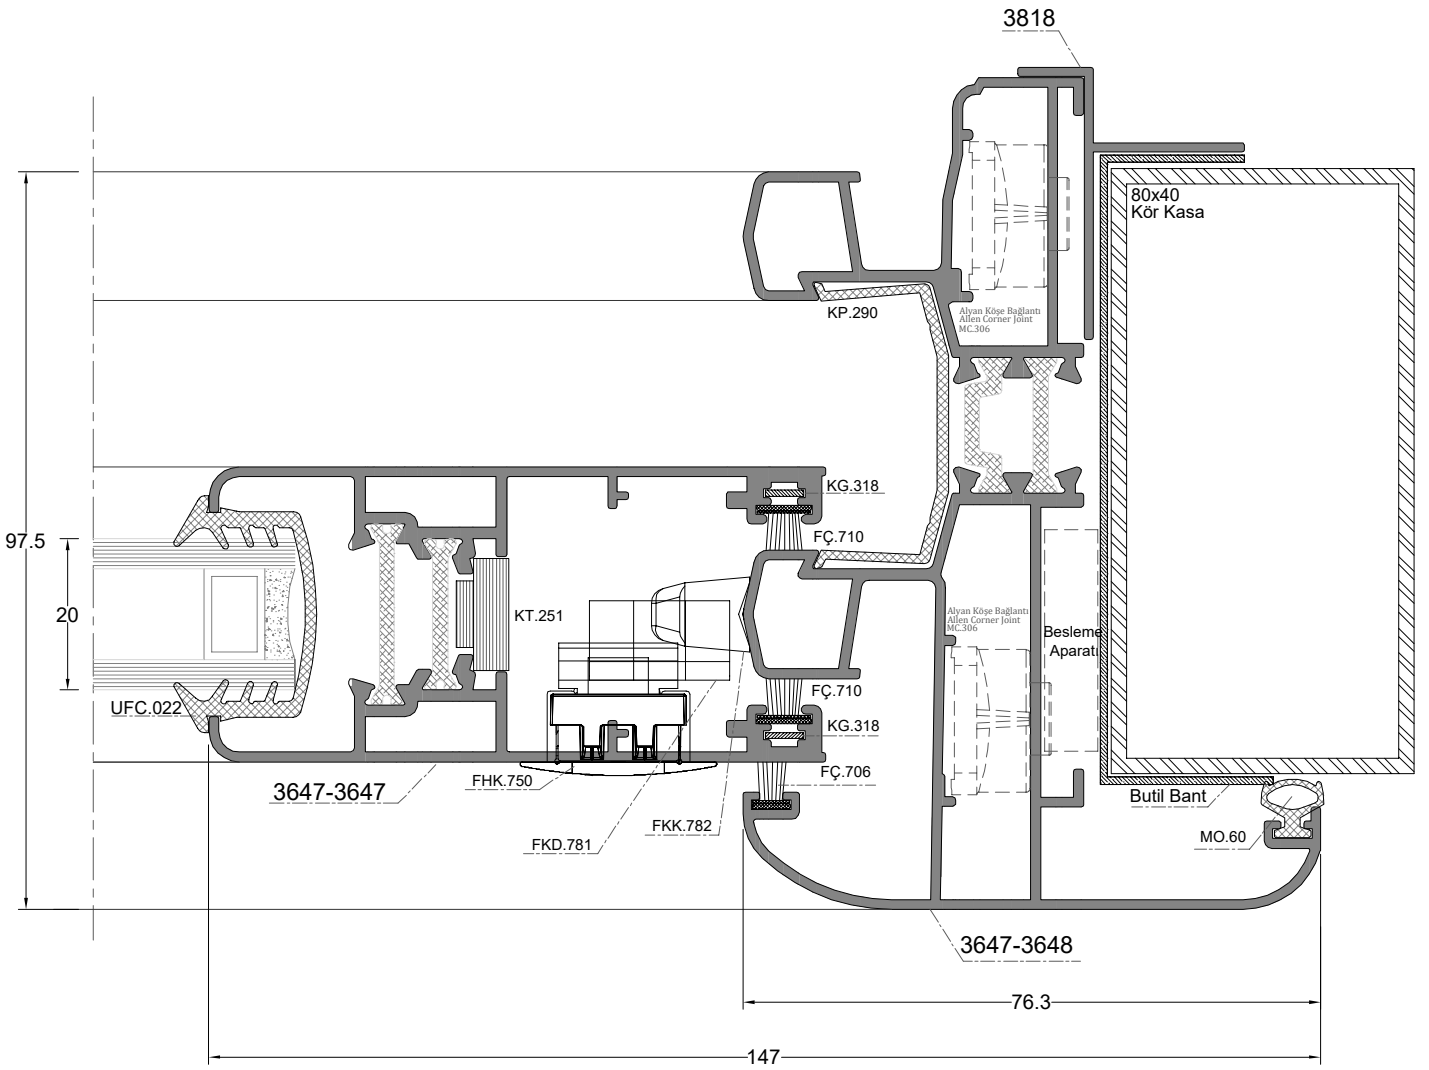 3818
80x40
Kör Kasa
KP.290
Alyan Köşe Bağlantı
Allen Corner Joint
MC.306
KG.318
FÇ.710
97.5
20
KT.251
Alyan Köşe Bağlantı
Allen Corner Joint
MC.306
Besleme
Aparatı
UFC.022
FÇ.710
KG.318
FÇ.706
FHK.750
3647-3647
Butil Bant
FKK.782
FKD.781
MO.60
3647-3648
76.3
147